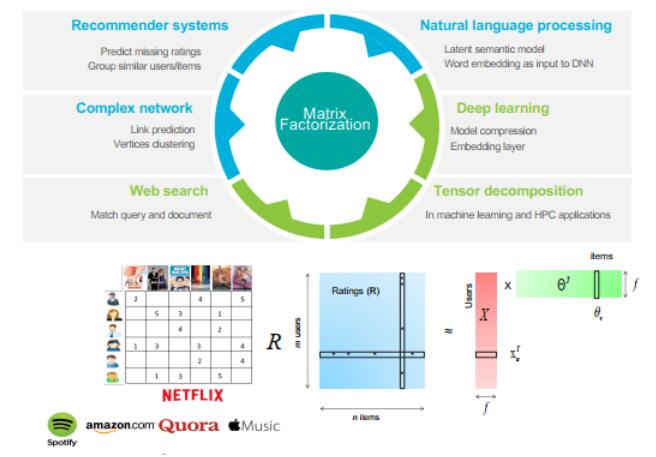 Recommender systems
Predict missing ratings
Group similar users/items
Natural language processing
Latent semantic model
Word embedding as input to DNN
Complex network
Link prediction
Vertices clustering
Matrix
Factorization
Deep learning
Model compression
Embedding layer
Web search
Match query and document
Tensor decomposition
In machine learning and HPC applications
2 4 5
5 3 1
4 2
1 3 3 4
2 4
1 3 5
NETFLIX
Spotify
amazon.com
Quora
Music
R
m users
Ratings (R)
n items
≈
Users
X
f
x
items
θᵀ
f
θᵥ
xᵤᵀ